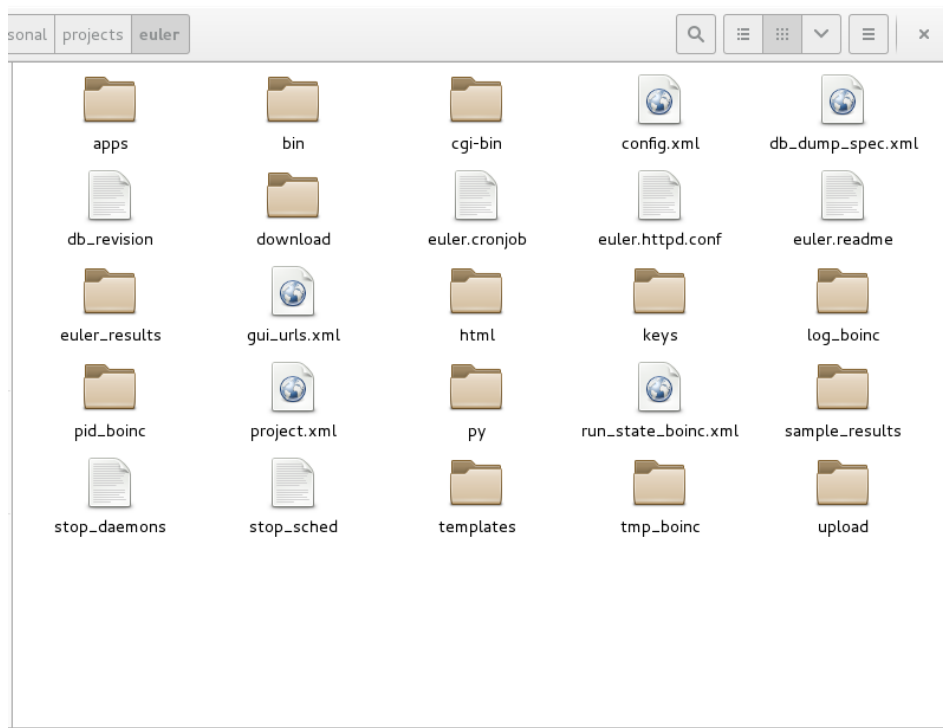 sonal projects euler
apps bin cgi-bin config.xml db_dump_spec.xml
db_revision download euler.cronjob euler.httpd.conf euler.readme
euler_results gui_urls.xml html keys log_boinc
pid_boinc project.xml py run_state_boinc.xml sample_results
stop_daemons stop_sched templates tmp_boinc upload